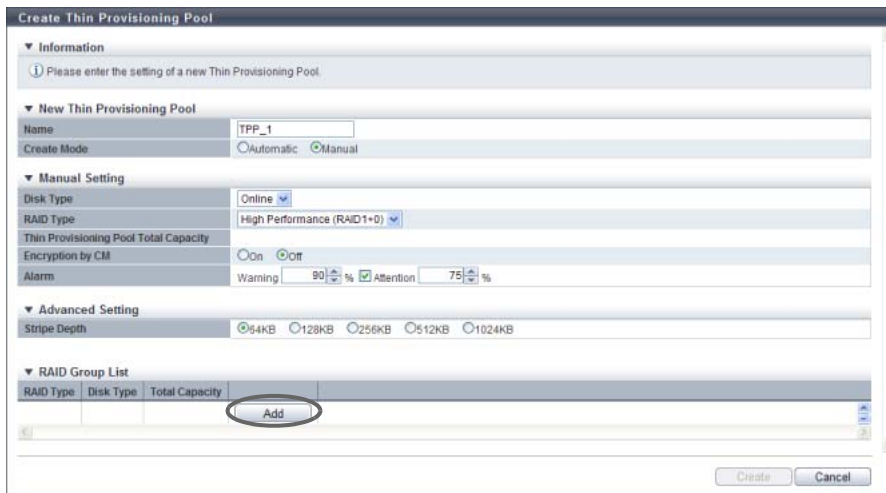 Create Thin Provisioning Pool
Information
Please enter the setting of a new Thin Provisioning Pool.
New Thin Provisioning Pool
Name TPP_1
Create Mode Automatic Manual
Manual Setting
Disk Type Online
RAID Type High Performance (RAID1+0)
Thin Provisioning Pool Total Capacity
Encryption by CM On Off
Alarm Warning 90 % Attention 75 %
Advanced Setting
Stripe Depth 64KB 128KB 256KB 512KB 1024KB
RAID Group List
RAID Type Disk Type Total Capacity
Add
Create Cancel